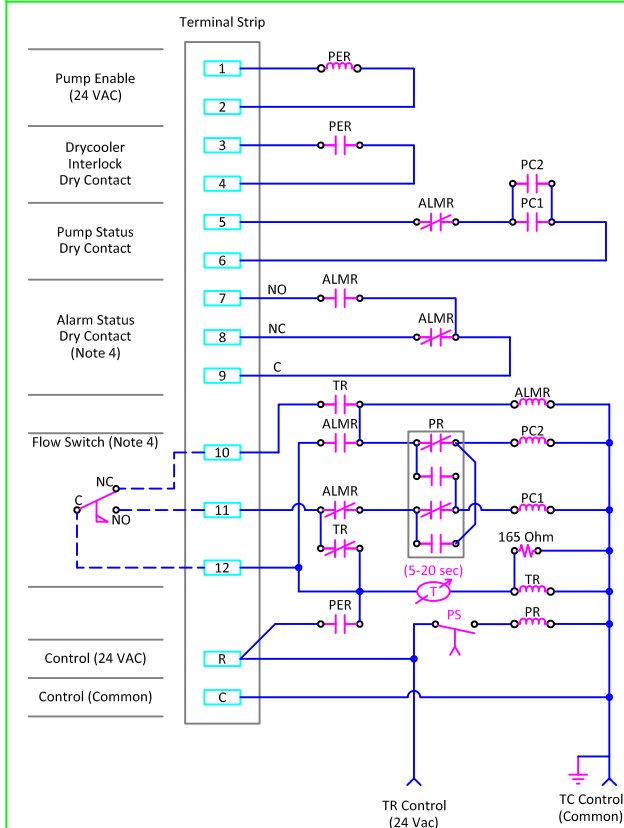 Terminal Strip
Pump Enable
(24 VAC)
1
PER
2
Drycooler
Interlock
Dry Contact
3
PER
4
PC2
Pump Status
Dry Contact
5
ALMR
PC1
6
Alarm Status
Dry Contact
(Note 4)
7
NO
ALMR
8
NC
ALMR
9
C
TR
ALMR
Flow Switch (Note 4)
10
ALMR
PR
PC2
NC
C
NO
11
ALMR
PC1
TR
165 Ohm
12
(5-20 sec)
T
TR
PER
PS
PR
Control (24 VAC)
R
Control (Common)
C
TR Control
(24 Vac)
TC Control
(Common)